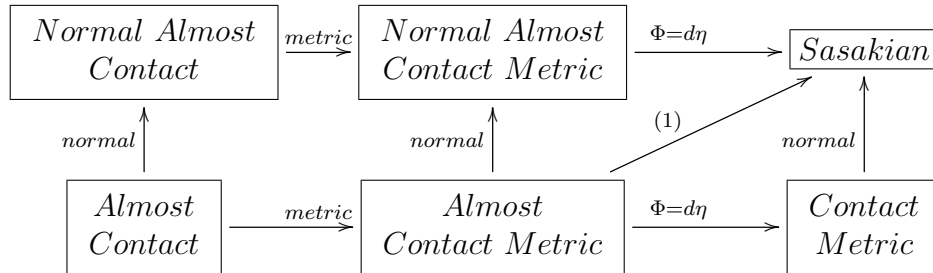 Normal Almost
Contact
metric
Normal Almost
Contact Metric
Φ=dη
Sasakian
normal
normal
(1)
normal
Almost
Contact
metric
Almost
Contact Metric
Φ=dη
Contact
Metric